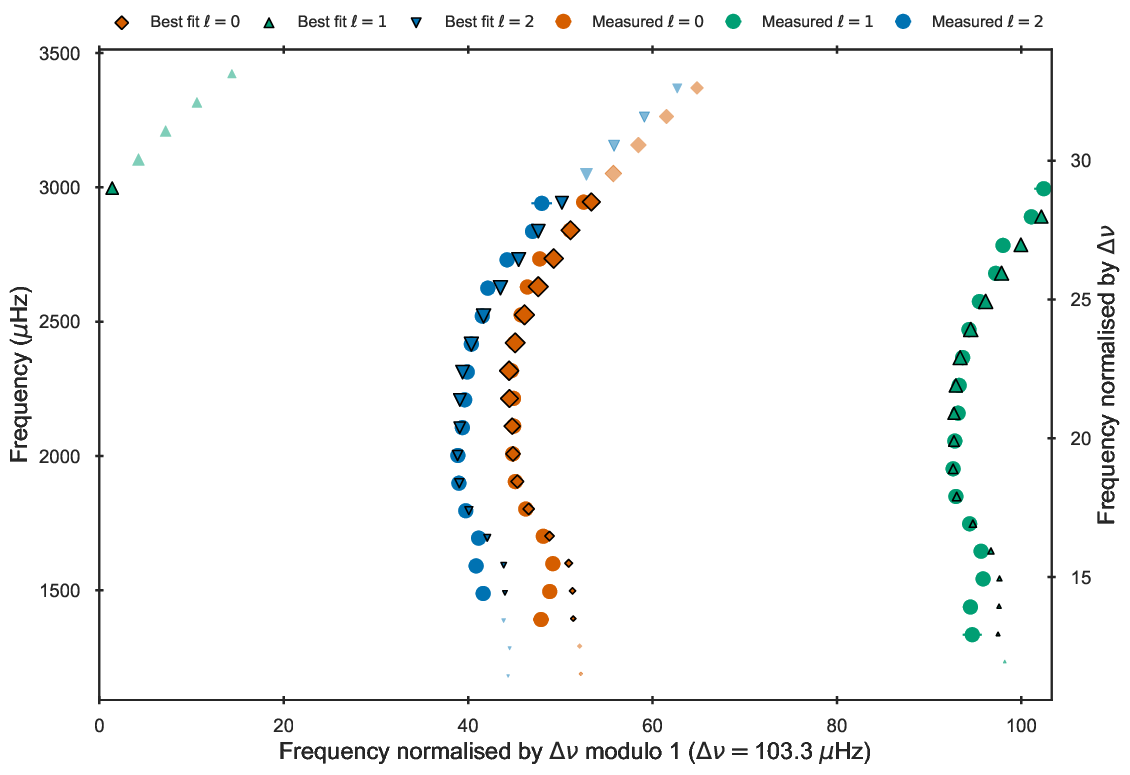 Best fit ℓ = 0 Best fit ℓ = 1 Best fit ℓ = 2 Measured ℓ = 0 Measured ℓ = 1 Measured ℓ = 2
3500
3000
2500
2000
1500
Frequency (μHz)
30
25
20
15
Frequency normalised by Δν
0 20 40 60 80 100
Frequency normalised by Δν modulo 1 (Δν = 103.3 μHz)